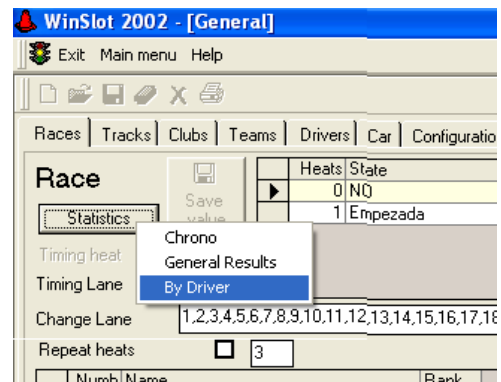 WinSlot 2002 - [General]
Exit Main menu Help
Races Tracks Clubs Teams Drivers Car Configuratio
Race
Save
value
Heats State
0 NO
1 Empezada
Statistics
Chrono
General Results
By Driver
Timing heat
Timing Lane
Change Lane 1,2,3,4,5,6,7,8,9,10,11,12,13,14,15,16,17,18
Repeat heats 3
Numb Name Rank